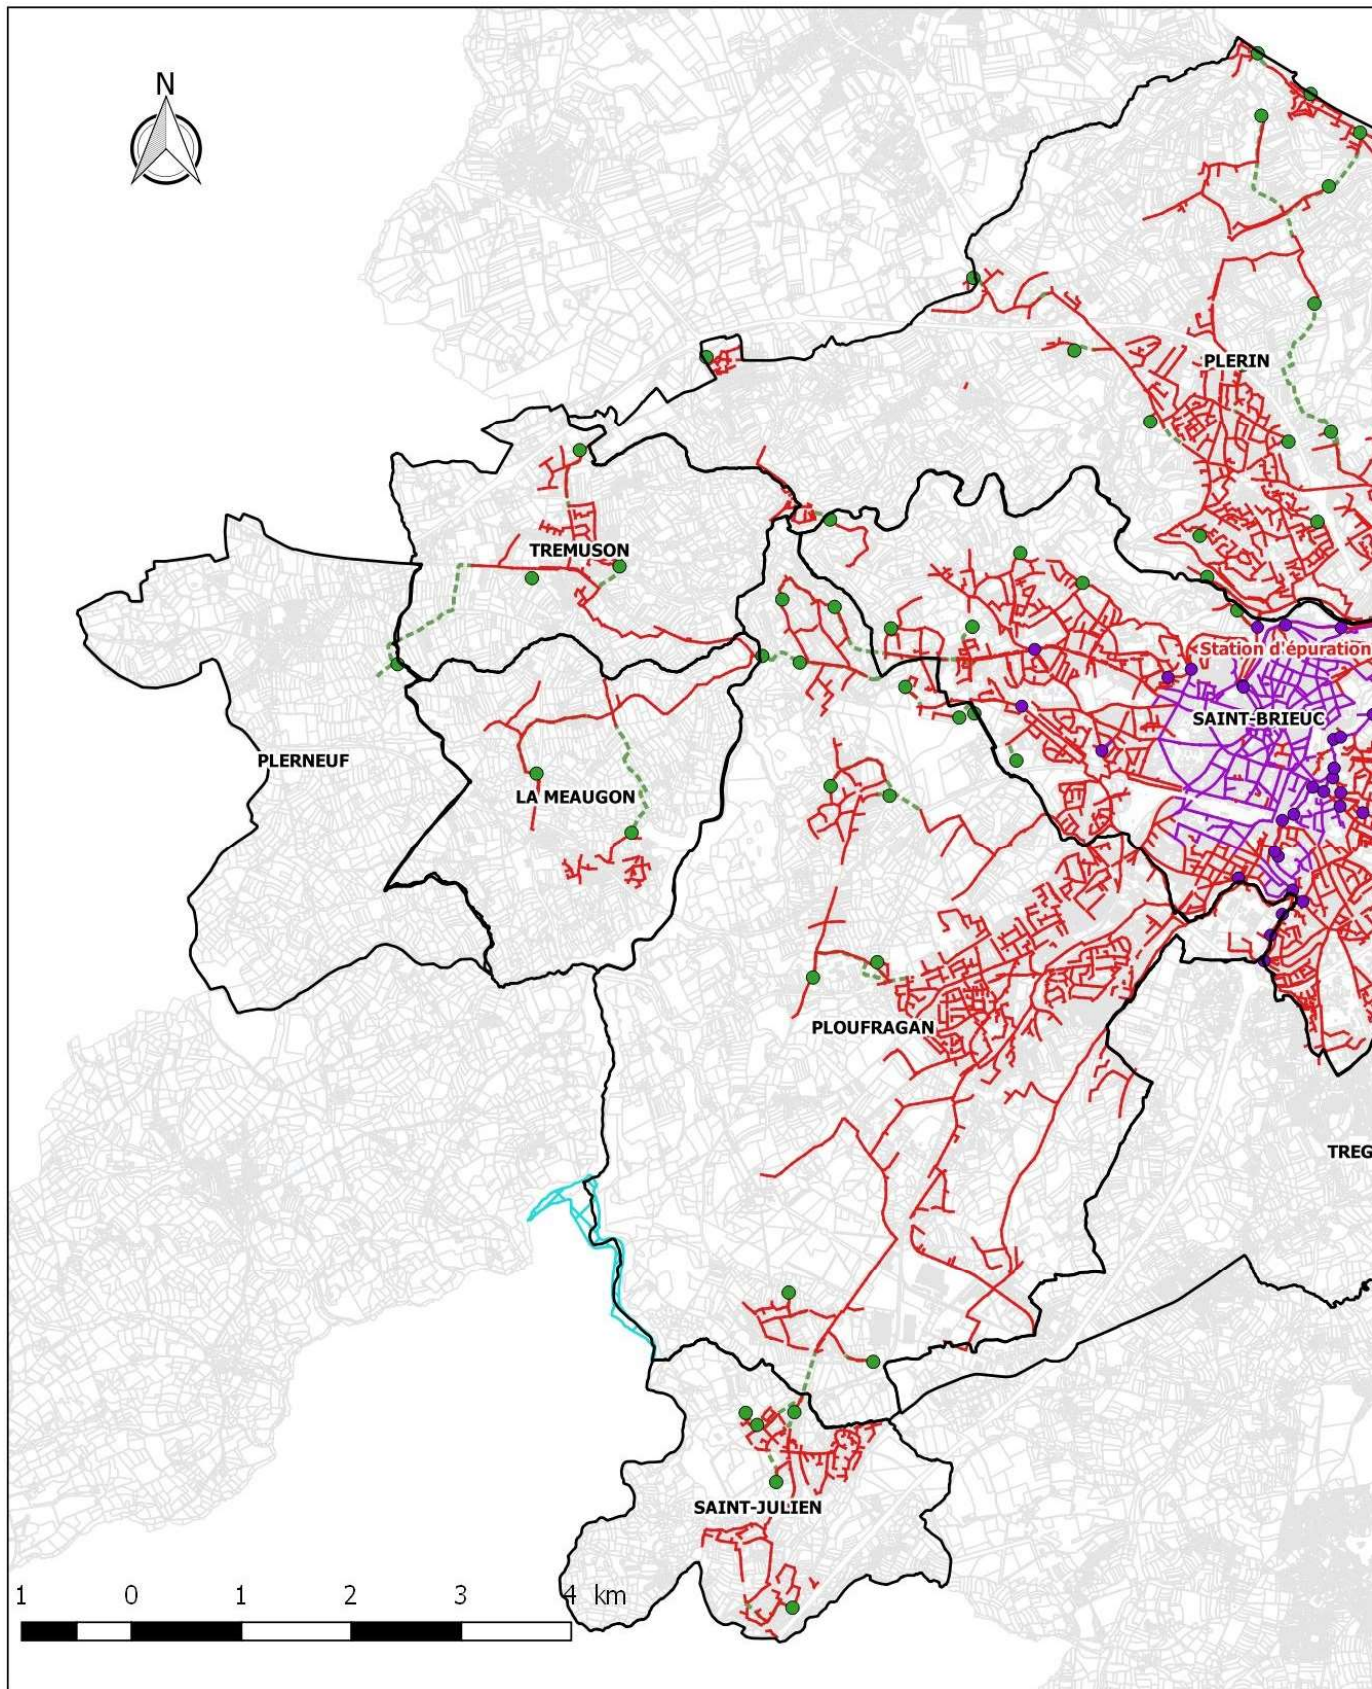 N
PLERIN
TREMUSON
Station d'épuration
SAINT-BRIEUC
PLERNEUF
LA MEAUGON
PLOUFRAGAN
TREG
SAINT-JULIEN
1 0 1 2 3 4 km